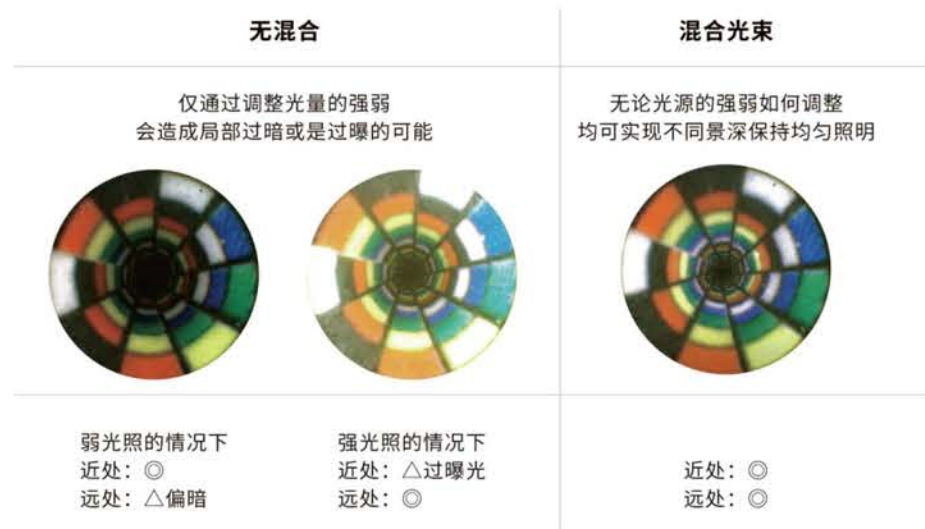 无混合
混合光束
仅通过调整光量的强弱
会造成局部过暗或是过曝的可能
无论光源的强弱如何调整
均可实现不同景深保持均匀照明
弱光照的情况下
近处：◎
远处：△偏暗
强光照的情况下
近处：△过曝光
远处：◎
近处：◎
远处：◎